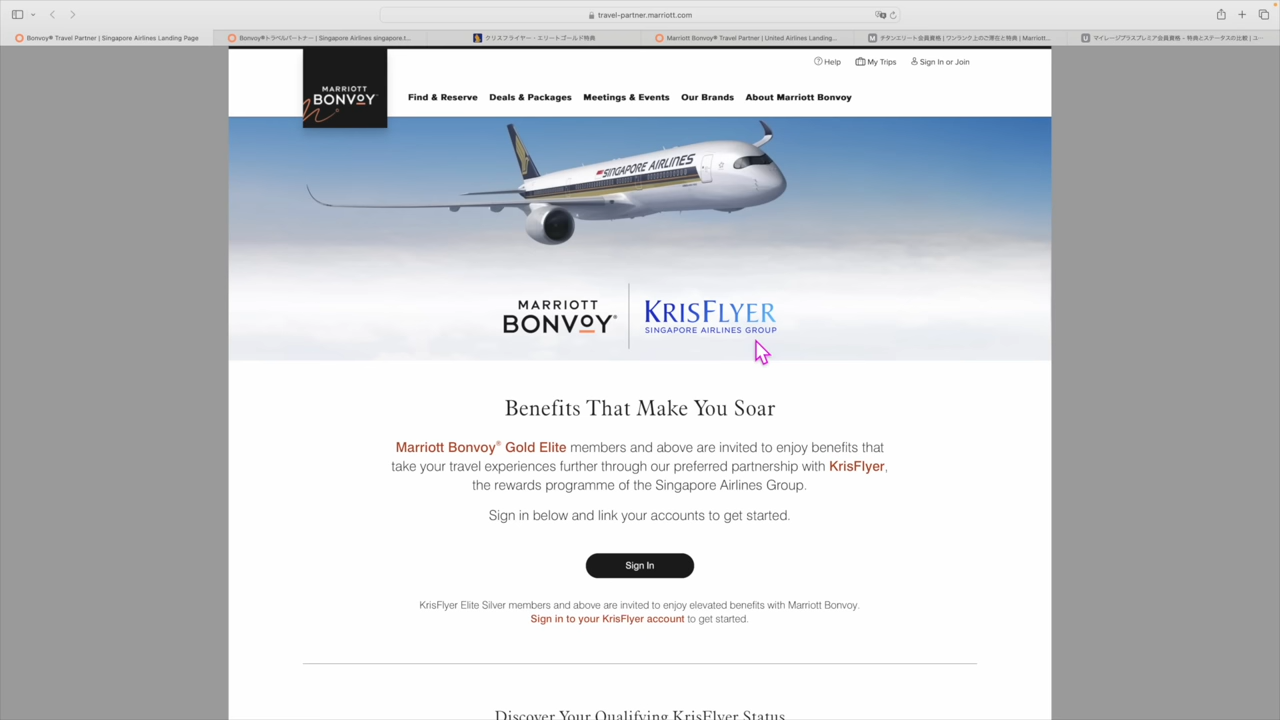 travel-partner.marriott.com
Bonvoy® Travel Partner | Singapore Airlines Landing Page
Bonvoy®トラベルパートナー | Singapore Airlines singapore.t...
クリスフライヤー・エリートゴールド特典
Marriott Bonvoy® Travel Partner | United Airlines Landing...
チタンエリート会員資格 | ワンランク上のご滞在と特典 | Marriott...
マイレージプラスプレミア会員資格 - 特典とステータスの比較 | ユー...
Help
My Trips
Sign In or Join
MARRIOTT
BONVOY
Find & Reserve
Deals & Packages
Meetings & Events
Our Brands
About Marriott Bonvoy
SINGAPORE AIRLINES
MARRIOTT
BONVOY®
KRISFLYER
SINGAPORE AIRLINES GROUP
Benefits That Make You Soar
Marriott Bonvoy® Gold Elite members and above are invited to enjoy benefits that
take your travel experiences further through our preferred partnership with KrisFlyer,
the rewards programme of the Singapore Airlines Group.
Sign in below and link your accounts to get started.
Sign In
KrisFlyer Elite Silver members and above are invited to enjoy elevated benefits with Marriott Bonvoy.
Sign in to your KrisFlyer account to get started.
Discover Your Qualifying KrisFlyer Status